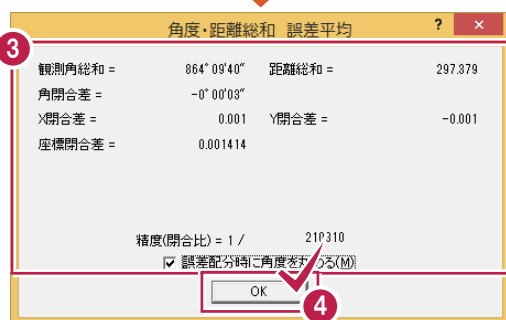 角度・距離総和 誤差平均 ? ×
3
観測角総和 = 864° 09'40" 距離総和 = 297.379
角閉合差 = -0° 00'03"
X閉合差 = 0.001 Y閉合差 = -0.001
座標閉合差 = 0.001414
精度(閉合比) = 1 / 210310
誤差配分時に角度を丸める(M)
OK
4